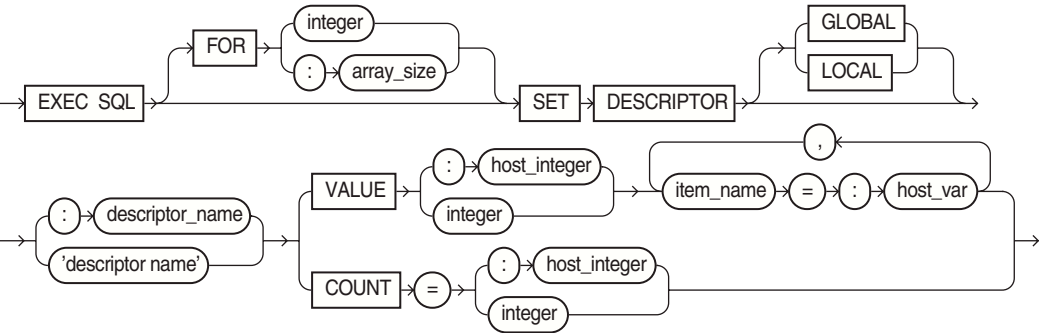 integer GLOBAL
FOR : array_size LOCAL
EXEC SQL SET DESCRIPTOR
,
: host_integer
VALUE item_name = : host_var
: descriptor_name integer
'descriptor name' : host_integer
COUNT =
integer